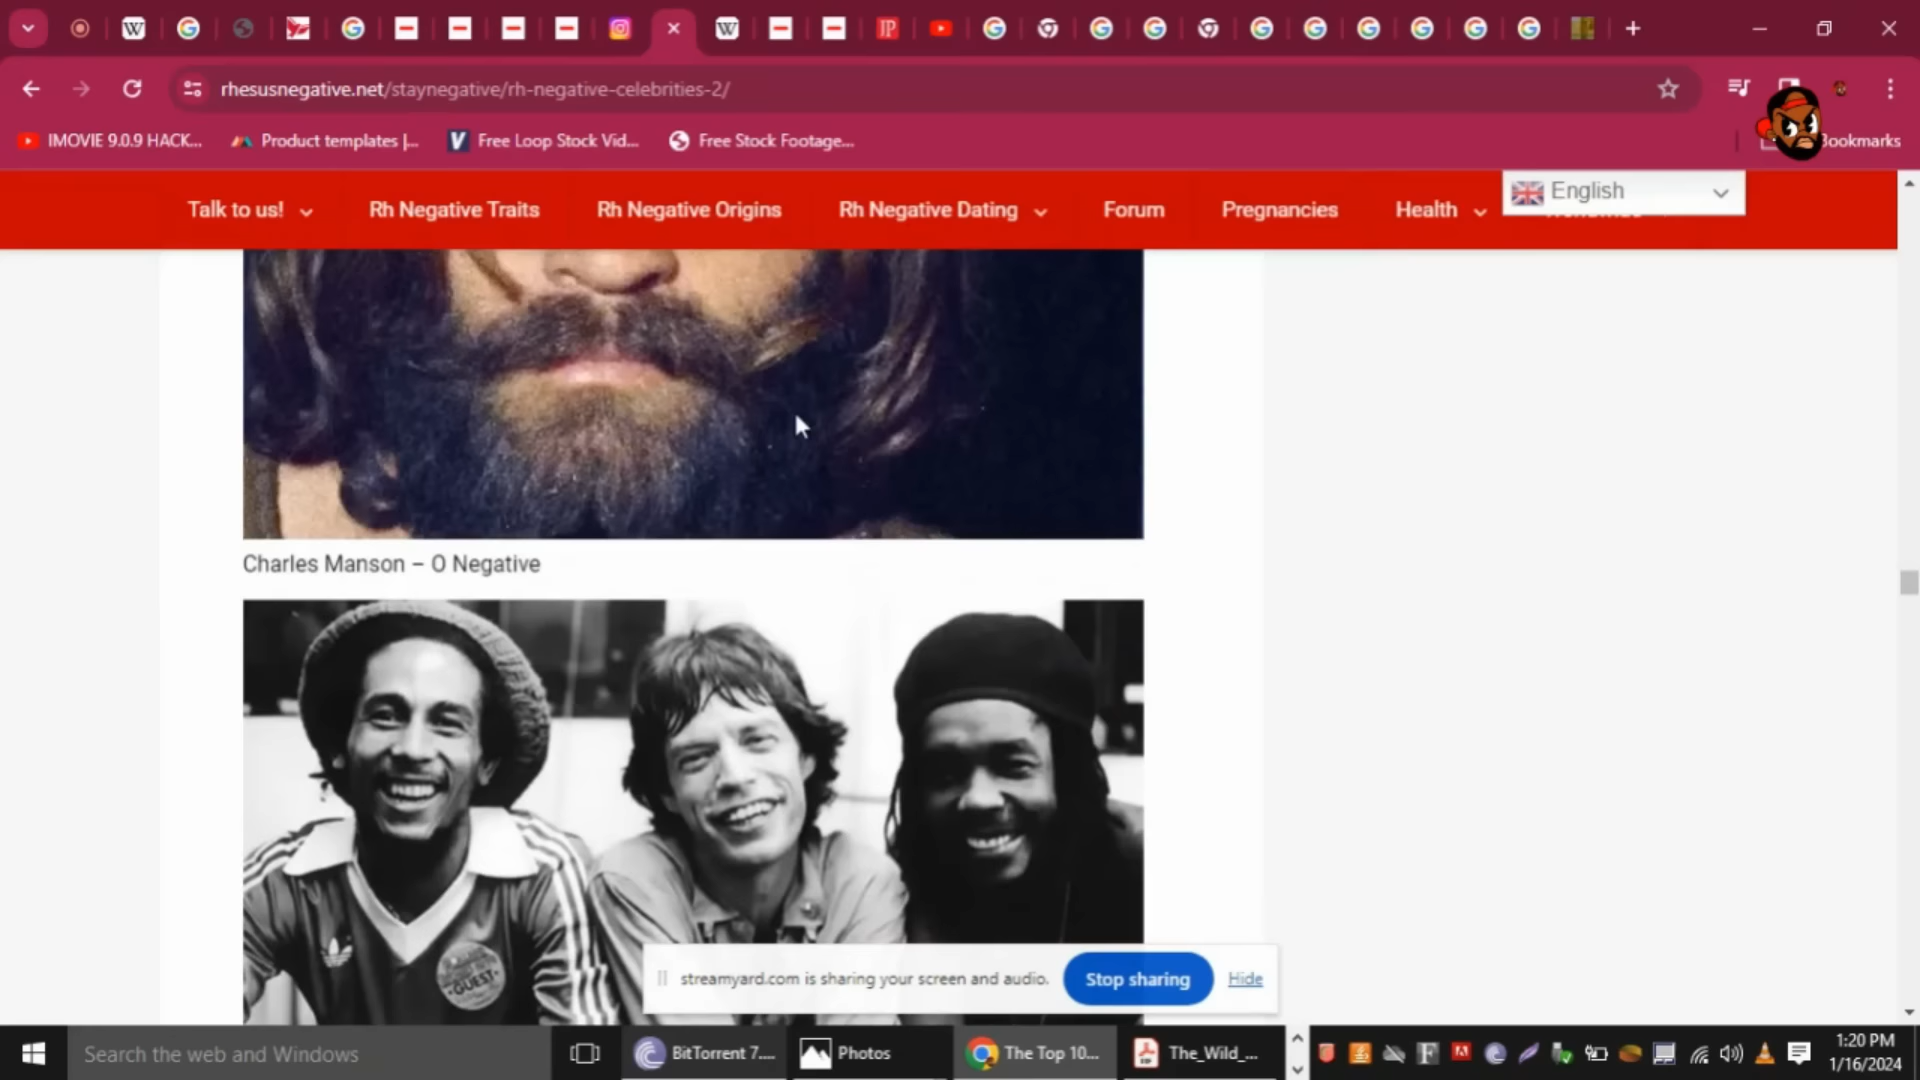 rhesusnegative.net/staynegative/rh-negative-celebrities-2/
IMOVIE 9.0.9 HACK... Product templates |... Free Loop Stock Vid... Free Stock Footage... Bookmarks
English
Talk to us! Rh Negative Traits Rh Negative Origins Rh Negative Dating Forum Pregnancies Health
Charles Manson – O Negative
GUEST
streamyard.com is sharing your screen and audio. Stop sharing Hide
Search the web and Windows BitTorrent 7.... Photos The Top 10... The_Wild_...
1:20 PM
1/16/2024